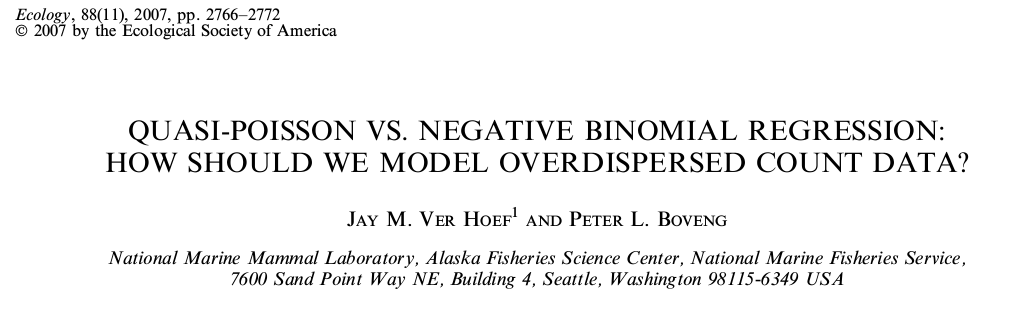 Ecology, 88(11), 2007, pp. 2766–2772
© 2007 by the Ecological Society of America
QUASI-POISSON VS. NEGATIVE BINOMIAL REGRESSION:
HOW SHOULD WE MODEL OVERDISPERSED COUNT DATA?
JAY M. VER HOEF¹ AND PETER L. BOVENG
National Marine Mammal Laboratory, Alaska Fisheries Science Center, National Marine Fisheries Service,
7600 Sand Point Way NE, Building 4, Seattle, Washington 98115-6349 USA